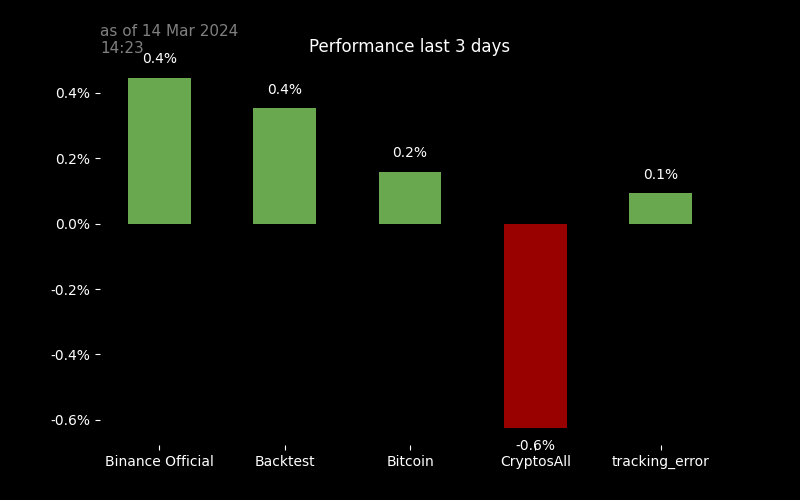 as of 14 Mar 2024
14:23
Performance last 3 days
0.4%
0.4%
0.2%
-0.6%
0.1%
0.4%
0.2%
0.0%
-0.2%
-0.4%
-0.6%
Binance Official
Backtest
Bitcoin
CryptosAll
tracking_error